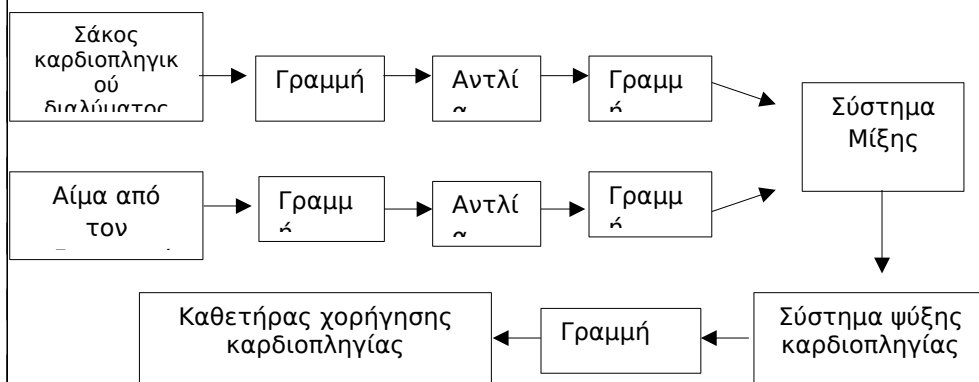 Σάκος
καρδιοπληγικ
ού
διαλύματος
Γραμμή
Αντλί
α
Γραμμ
ή
Σύστημα
Μίξης
Αίμα από
τον
Γραμμ
ή
Αντλί
α
Γραμμ
ή
Καθετήρας χορήγησης
καρδιοπληγίας
Γραμμή
Σύστημα ψύξης
καρδιοπληγίας